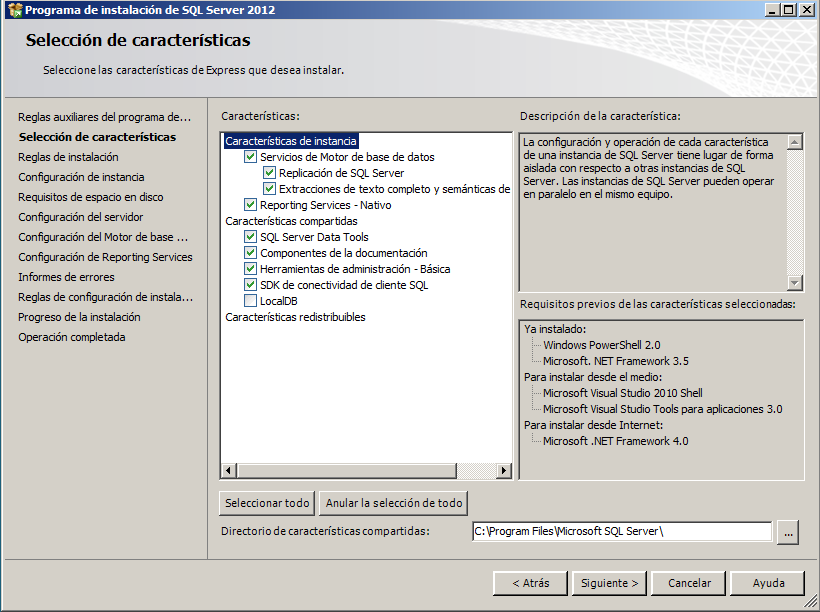 Programa de instalación de SQL Server 2012
Selección de características
Seleccione las características de Express que desea instalar.
Reglas auxiliares del programa de...
Selección de características
Reglas de instalación
Configuración de instancia
Requisitos de espacio en disco
Configuración del servidor
Configuración del Motor de base ...
Configuración de Reporting Services
Informes de errores
Reglas de configuración de instala...
Progreso de la instalación
Operación completada
Características:
Características de instancia
Servicios de Motor de base de datos
Replicación de SQL Server
Extracciones de texto completo y semánticas de
Reporting Services - Nativo
Características compartidas
SQL Server Data Tools
Componentes de la documentación
Herramientas de administración - Básica
SDK de conectividad de cliente SQL
LocalDB
Características redistribuibles
Seleccionar todo
Anular la selección de todo
Descripción de la característica:
La configuración y operación de cada característica
de una instancia de SQL Server tiene lugar de forma
aislada con respecto a otras instancias de SQL
Server. Las instancias de SQL Server pueden operar
en paralelo en el mismo equipo.
Requisitos previos de las características seleccionadas:
Ya instalado:
Windows PowerShell 2.0
Microsoft. NET Framework 3.5
Para instalar desde el medio:
Microsoft Visual Studio 2010 Shell
Microsoft Visual Studio Tools para aplicaciones 3.0
Para instalar desde Internet:
Microsoft .NET Framework 4.0
Directorio de características compartidas:
C:\Program Files\Microsoft SQL Server\
...
< Atrás
Siguiente >
Cancelar
Ayuda